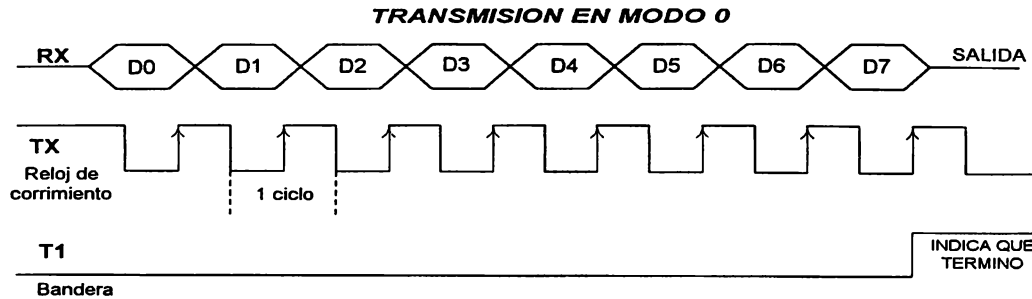 TRANSMISION EN MODO 0
RX
D0 D1 D2 D3 D4 D5 D6 D7
SALIDA
TX
Reloj de
corrimiento
1 ciclo
T1
INDICA QUE
TERMINO
Bandera